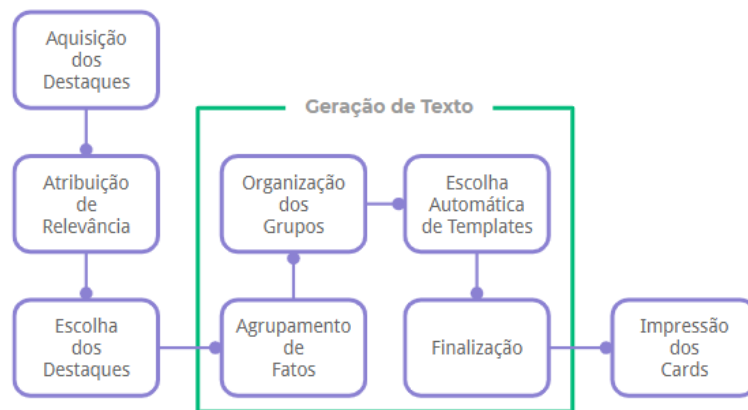 Aquisição
dos
Destaques
Atribuição
de
Relevância
Escolha
dos
Destaques
Geração de Texto
Agrupamento
de
Fatos
Organização
dos
Grupos
Escolha
Automática
de Templates
Finalização
Impressão
dos
Cards